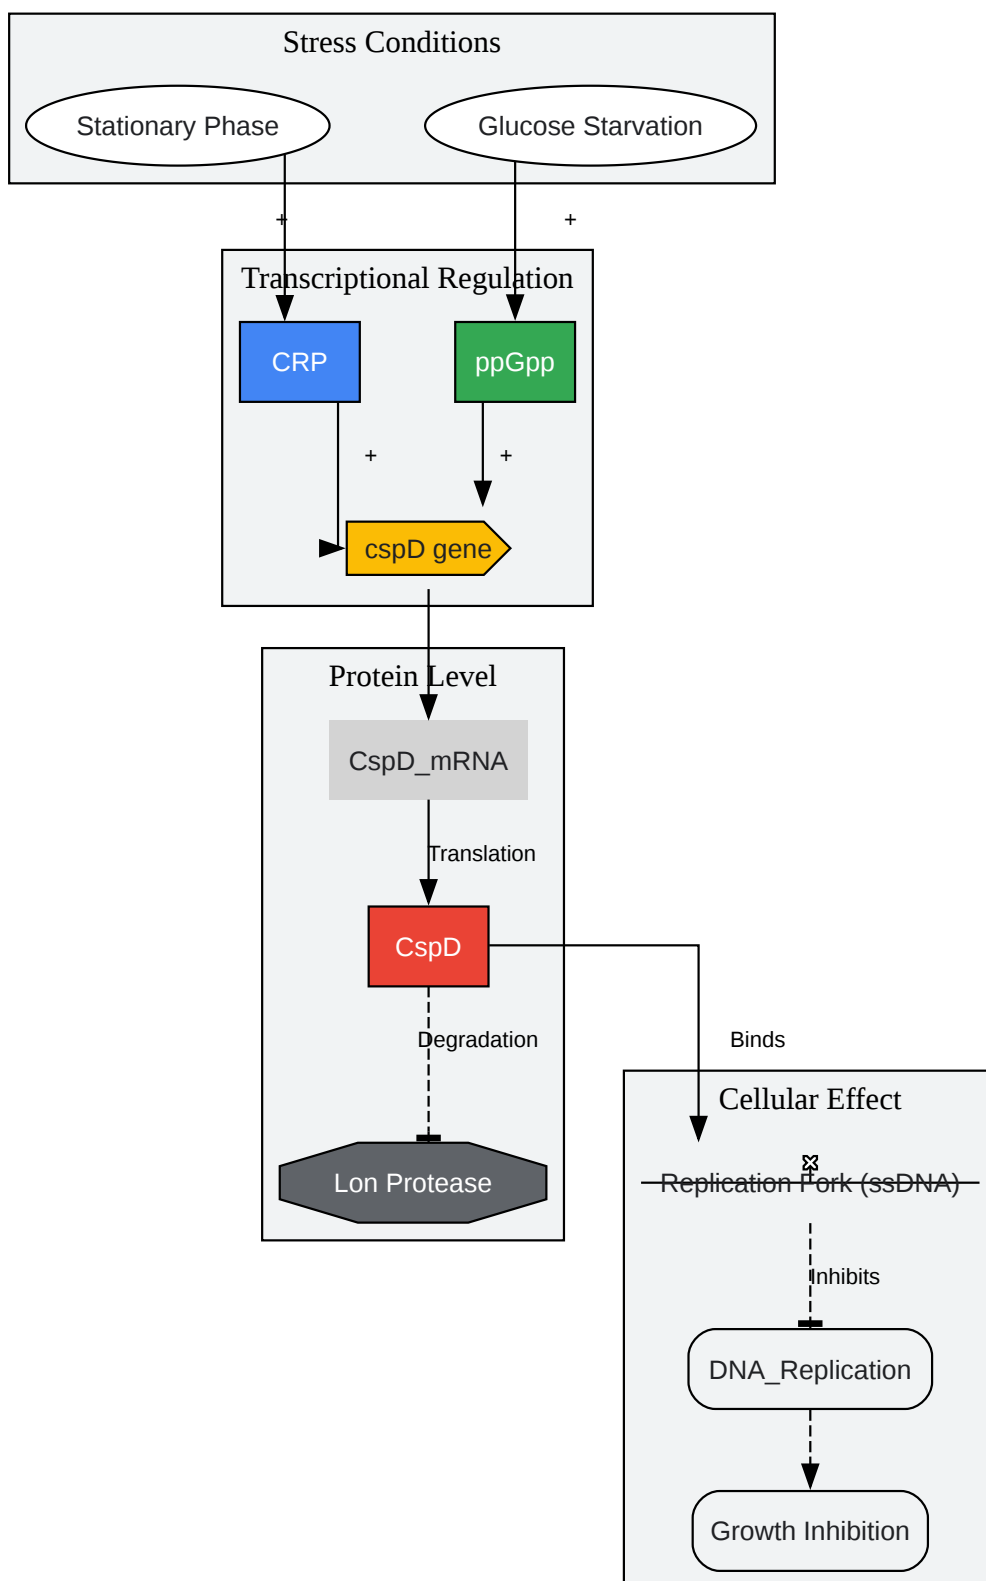 Stress Conditions
Stationary Phase
Glucose Starvation
+
+
Transcriptional Regulation
CRP
ppGpp
+
+
cspD gene
Protein Level
CspD_mRNA
Translation
CspD
Degradation
Binds
Lon Protease
Cellular Effect
Replication Fork (ssDNA)
Inhibits
DNA_Replication
Growth Inhibition